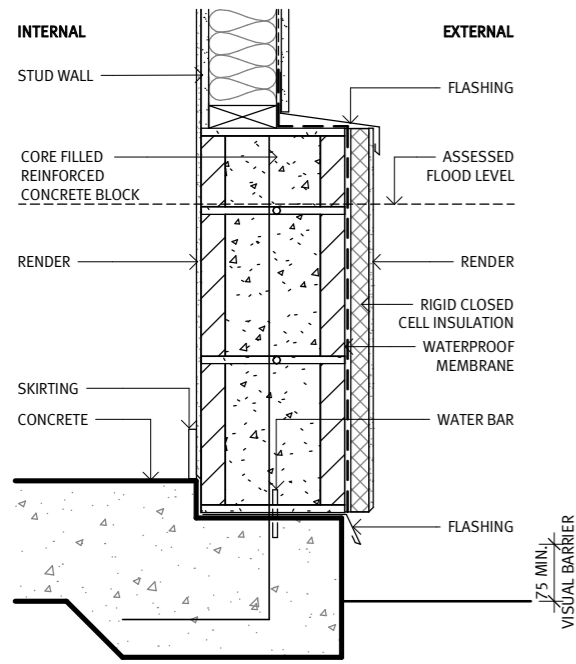 INTERNAL
EXTERNAL
STUD WALL
FLASHING
CORE FILLED
REINFORCED
CONCRETE BLOCK
ASSESSED
FLOOD LEVEL
RENDER
RENDER
RIGID CLOSED
CELL INSULATION
WATERPROOF
MEMBRANE
SKIRTING
CONCRETE
WATER BAR
FLASHING
75 MIN.
VISUAL BARRIER